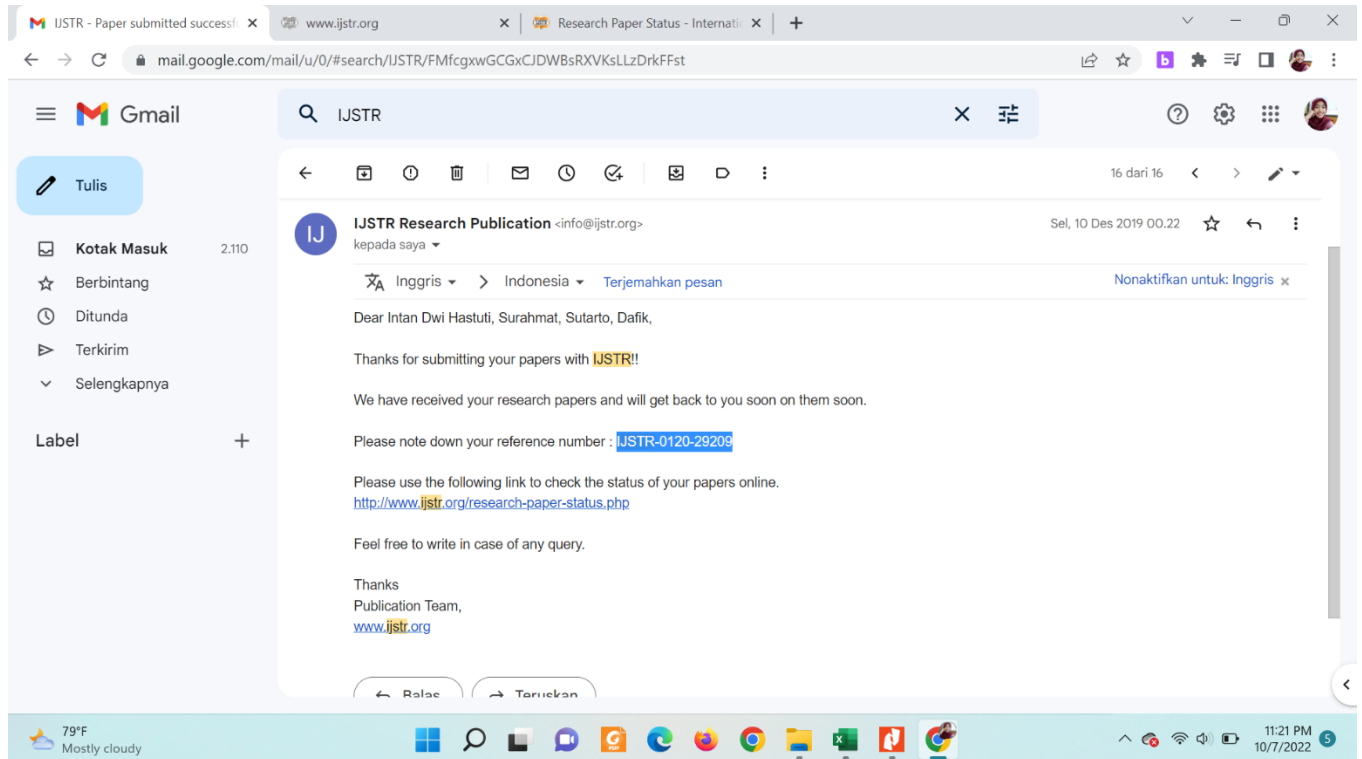 IJSTR - Paper submitted successf
www.ijstr.org
Research Paper Status - Internatio
mail.google.com/mail/u/0/#search/IJSTR/FMfcgxwGCGxCJDWBsRXVKsLLzDrkFFst
Gmail
IJSTR
Tulis
16 dari 16
Kotak Masuk 2.110
Berbintang
Ditunda
Terkirim
Selengkapnya
Label
IJ
IJSTR Research Publication <info@ijstr.org>
Sel, 10 Des 2019 00.22
kepada saya
Inggris > Indonesia Terjemahkan pesan
Nonaktifkan untuk: Inggris x
Dear Intan Dwi Hastuti, Surahmat, Sutarto, Dafik,
Thanks for submitting your papers with IJSTR!!
We have received your research papers and will get back to you soon on them soon.
Please note down your reference number : IJSTR-0120-29209
Please use the following link to check the status of your papers online.
http://www.ijstr.org/research-paper-status.php
Feel free to write in case of any query.
Thanks
Publication Team,
www.ijstr.org
Balas
Teruskan
79°F
Mostly cloudy
11:21 PM
10/7/2022
5